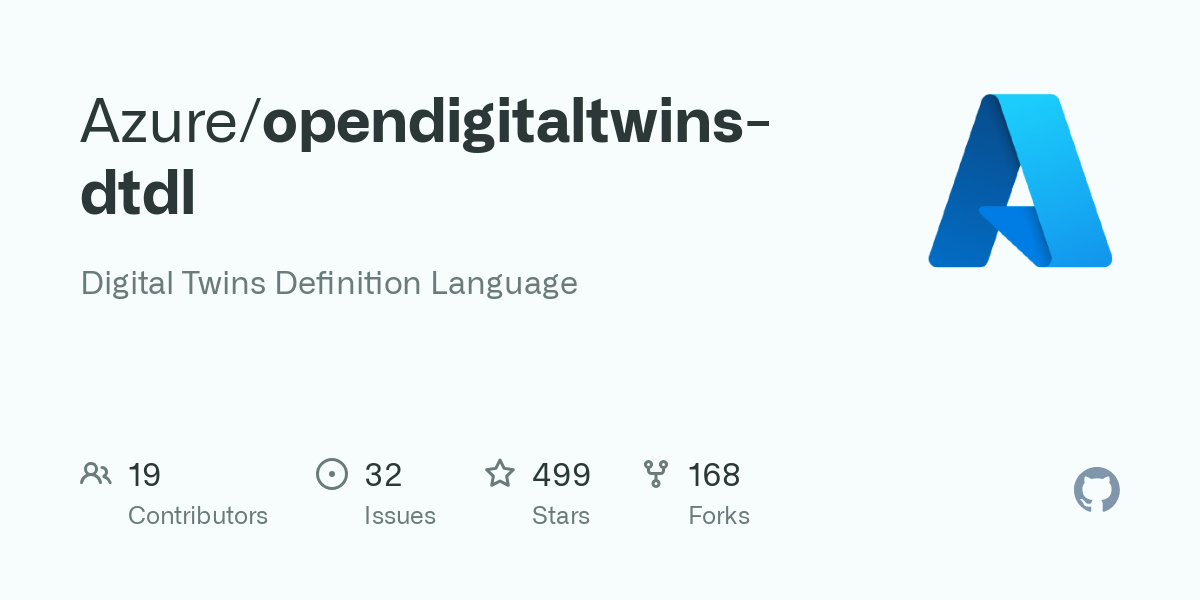 Azure/opendigitaltwins-
dtdl
Digital Twins Definition Language
19 32 499 168
Contributors Issues Stars Forks